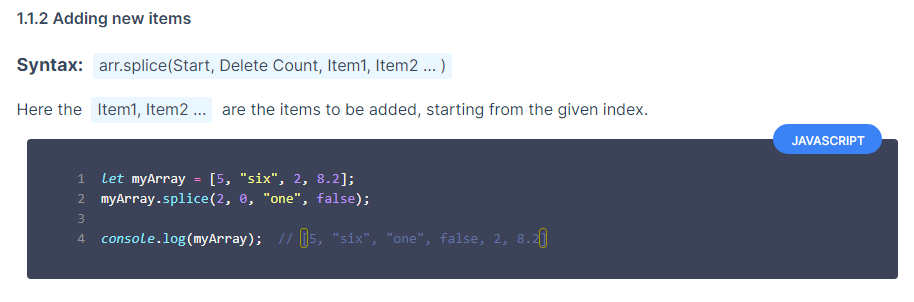 1.1.2 Adding new items
Syntax: arr.splice(Start, Delete Count, Item1, Item2 ... )
Here the Item1, Item2 ... are the items to be added, starting from the given index.
JAVASCRIPT
1 let myArray = [5, "six", 2, 8.2];
2 myArray.splice(2, 0, "one", false);
3
4 console.log(myArray); // [5, "six", "one", false, 2, 8.2]